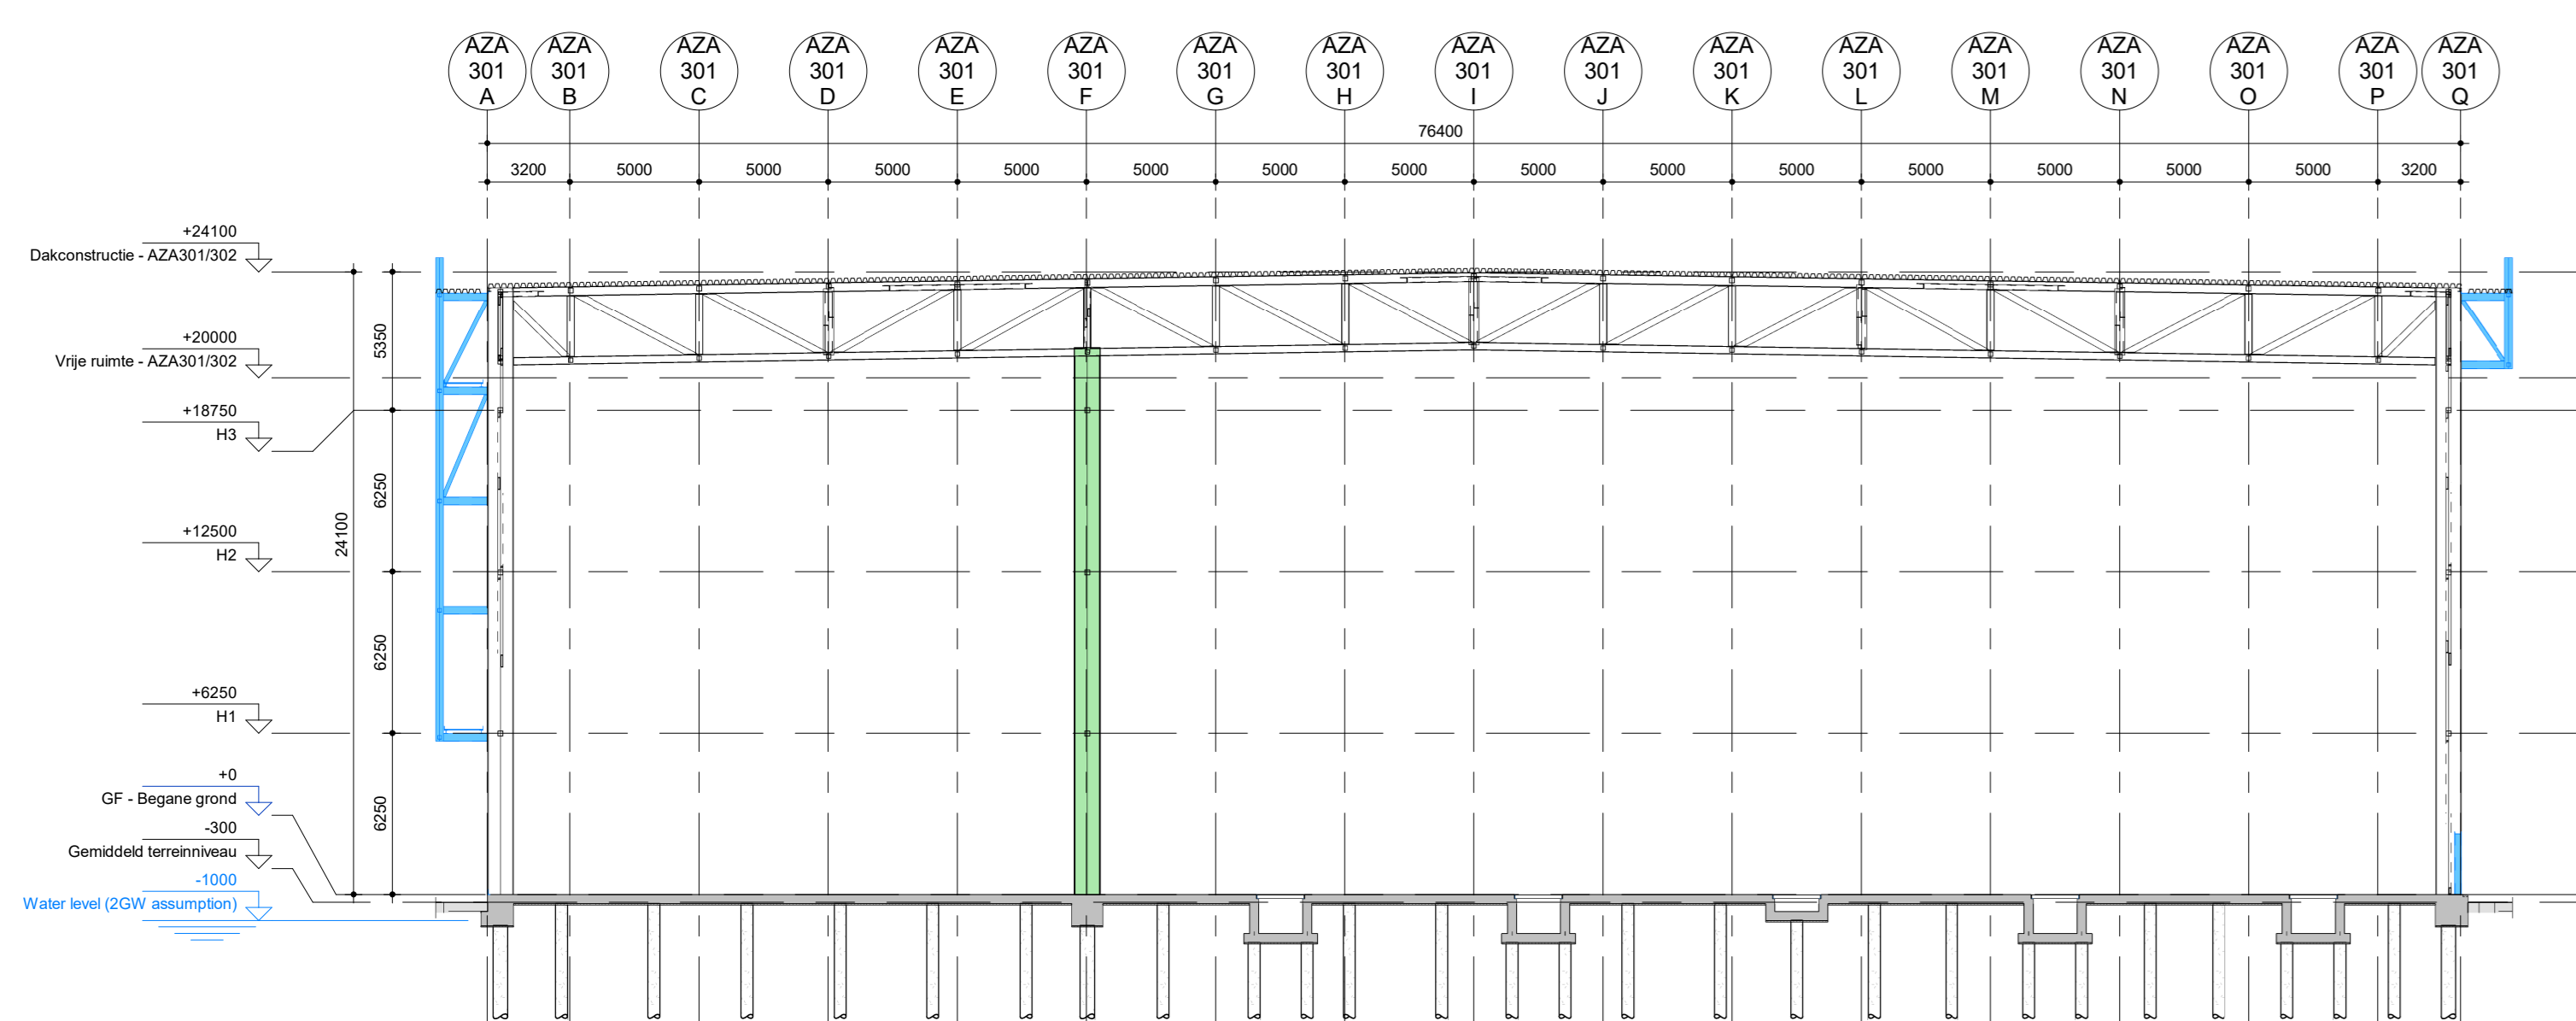 AZA
301
A
AZA
301
B
AZA
301
C
AZA
301
D
AZA
301
E
AZA
301
F
AZA
301
G
AZA
301
H
AZA
301
I
AZA
301
J
AZA
301
K
AZA
301
L
AZA
301
M
AZA
301
N
AZA
301
O
AZA
301
P
AZA
301
Q
76400
3200
5000
5000
5000
5000
5000
5000
5000
5000
5000
5000
5000
5000
5000
5000
3200
+24100
Dakconstructie - AZA301/302
+20000
Vrije ruimte - AZA301/302
+18750
H3
+12500
H2
+6250
H1
+0
GF - Begane grond
-300
Gemiddeld terreinniveau
-1000
Water level (2GW assumption)
24100
5350
6250
6250
6250